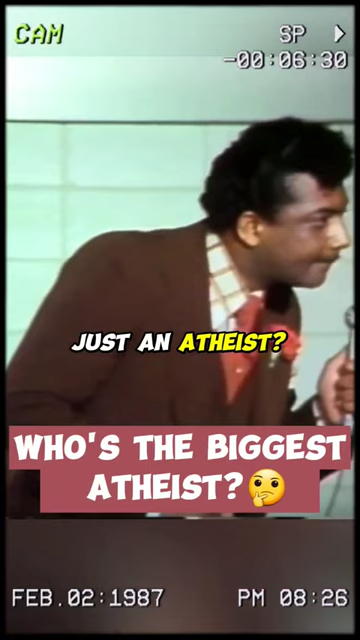 CAM SP
-00:06:30
JUST AN ATHEIST?
WHO'S THE BIGGEST
ATHEIST?🤔
FEB.02:1987 PM 08:26